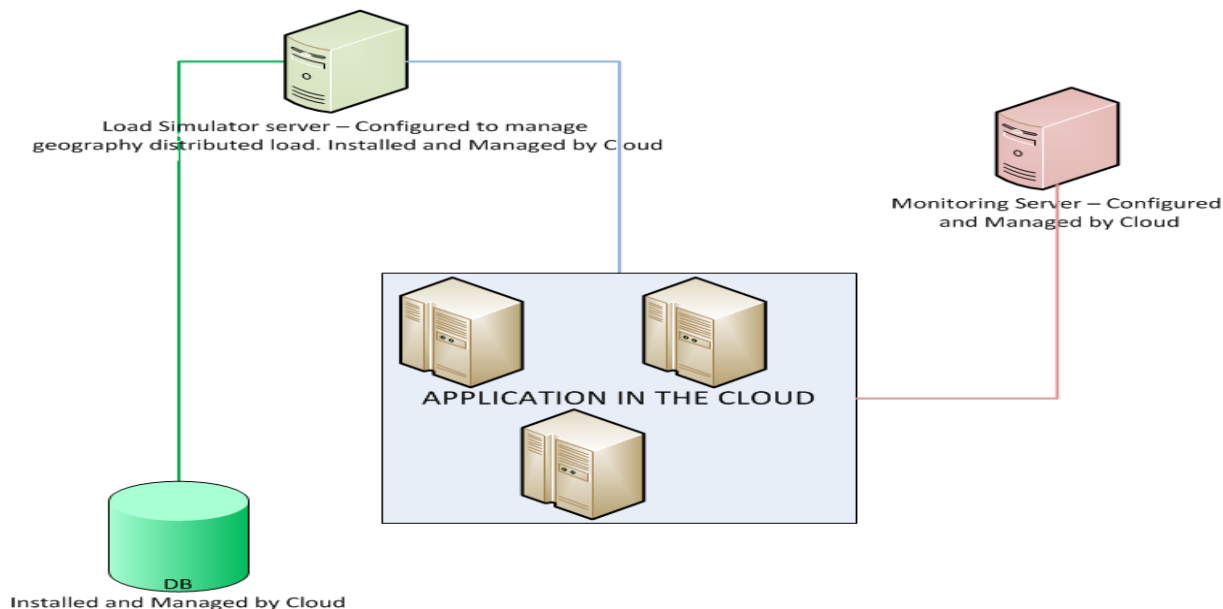 Load Simulator server – Configured to manage
geography distributed load. Installed and Managed by Cloud
Monitoring Server – Configured
and Managed by Cloud
APPLICATION IN THE CLOUD
DB
Installed and Managed by Cloud